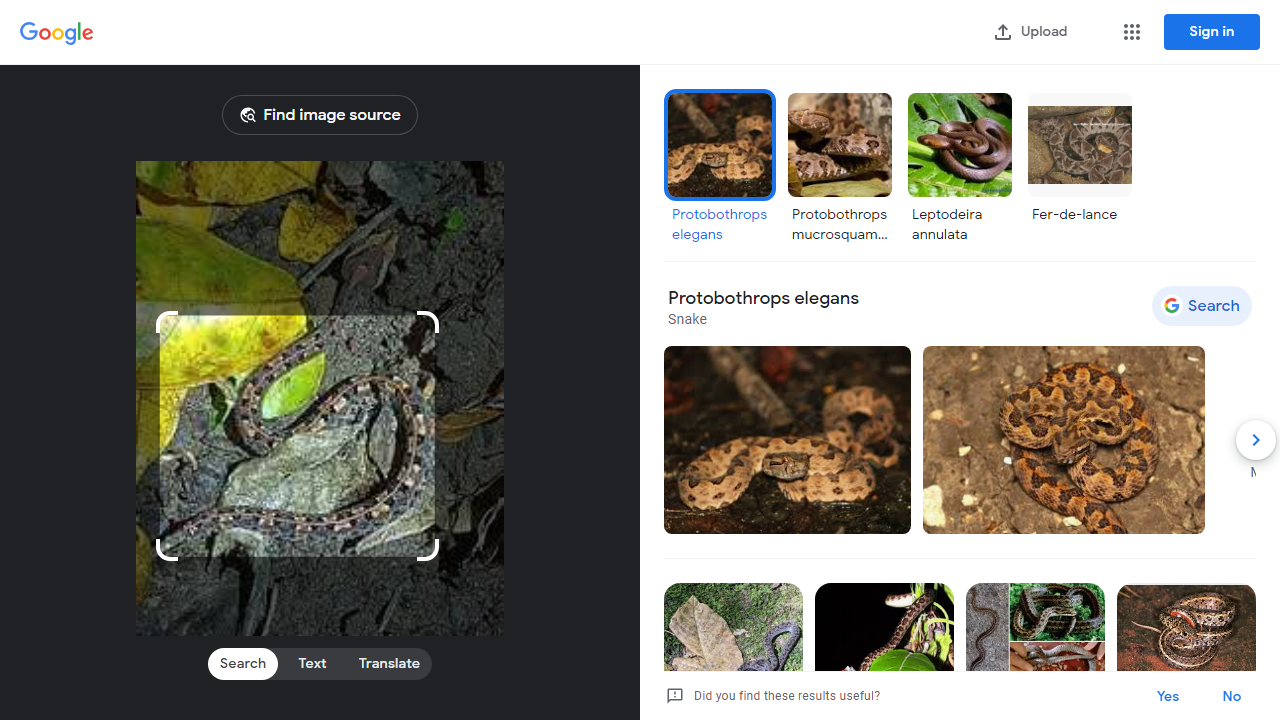 Google
Upload
Sign in
Find image source
Protobothrops
elegans
Protobothrops
mucrosquam...
Leptodeira
annulata
Fer-de-lance
Protobothrops elegans
Snake
Search
Search
Text
Translate
Did you find these results useful?
Yes
No